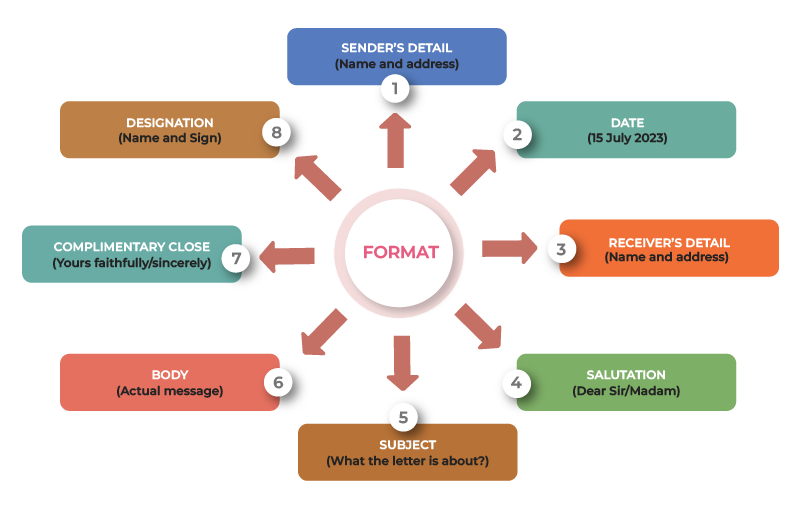 SENDER'S DETAIL
(Name and address)
1
DATE
(15 July 2023)
2
RECEIVER'S DETAIL
(Name and address)
3
SALUTATION
(Dear Sir/Madam)
4
SUBJECT
(What the letter is about?)
5
BODY
(Actual message)
6
COMPLIMENTARY CLOSE
(Yours faithfully/sincerely)
7
DESIGNATION
(Name and Sign)
8
FORMAT